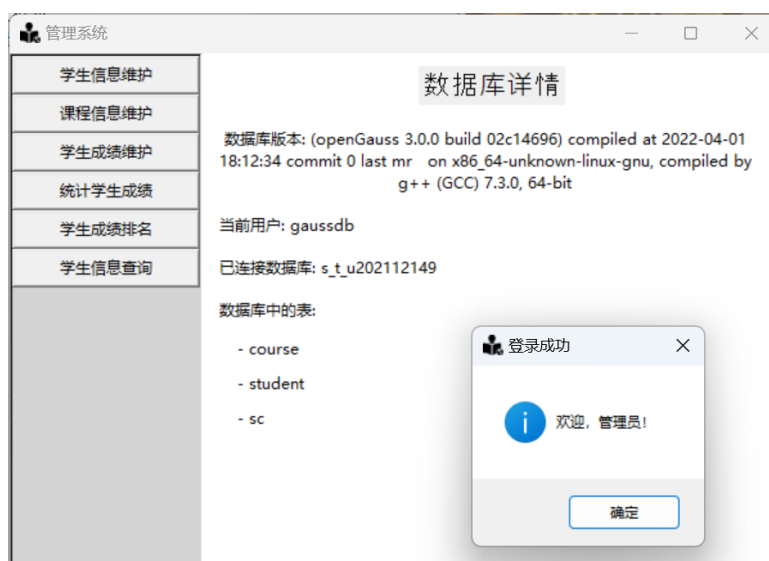 管理系统
学生信息维护
课程信息维护
学生成绩维护
统计学生成绩
学生成绩排名
学生信息查询
数据库详情
数据库版本: (openGauss 3.0.0 build 02c14696) compiled at 2022-04-01
18:12:34 commit 0 last mr on x86_64-unknown-linux-gnu, compiled by
g++ (GCC) 7.3.0, 64-bit
当前用户: gaussdb
已连接数据库: s_t_u202112149
数据库中的表:
- course
- student
- sc
登录成功
欢迎，管理员!
确定